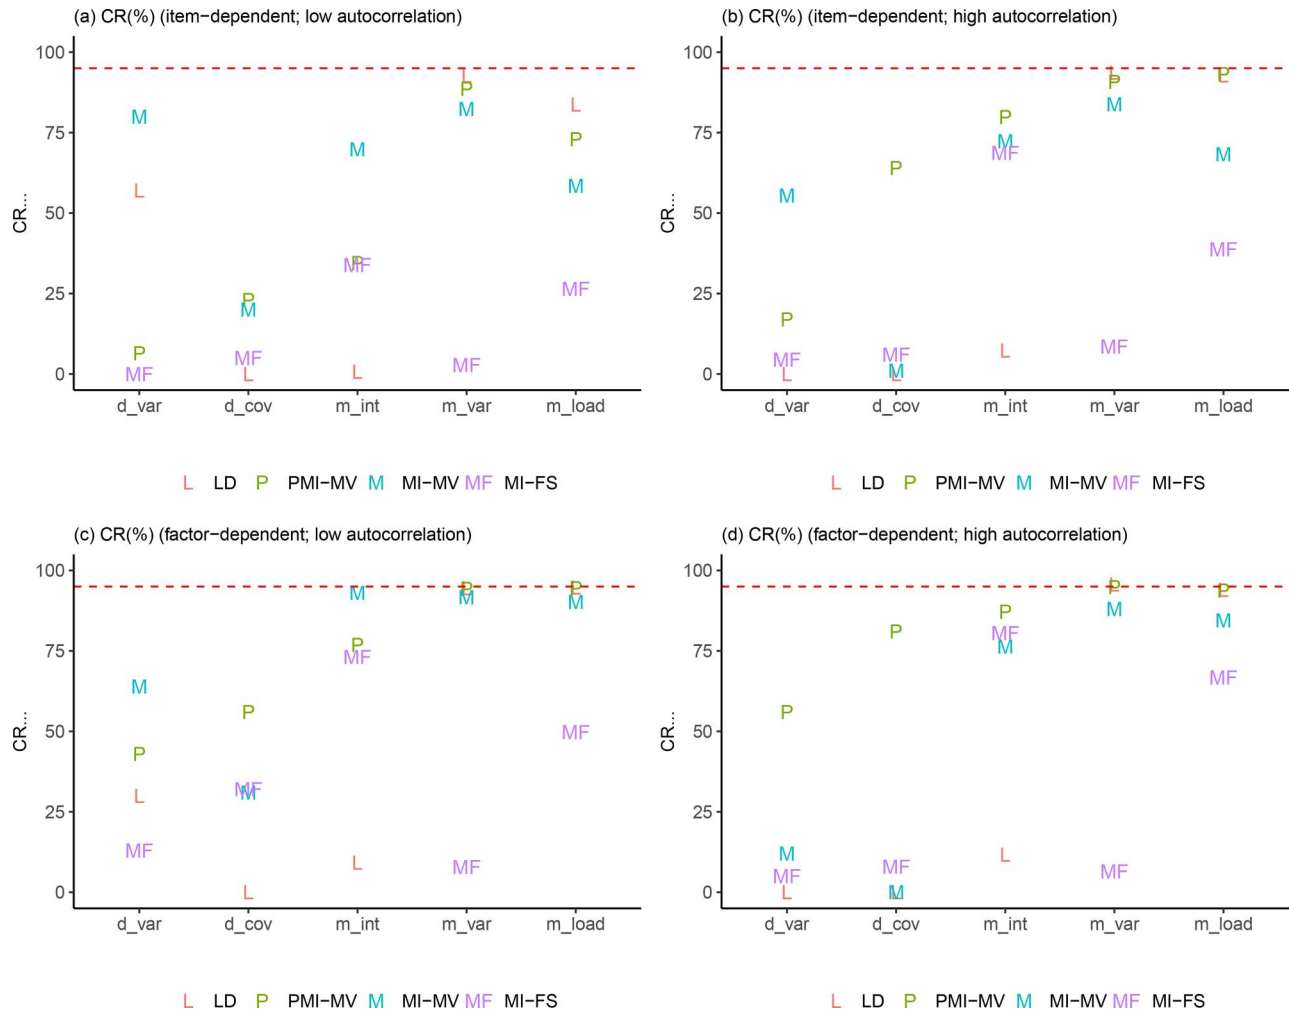 (a) CR(%) (item−dependent; low autocorrelation)
100
75
50
25
0
CR...
M
L
P
MF
P
M
MF
L
M
P
MF
L
L
P
M
MF
L
P
M
MF
d_var d_cov m_int m_var m_load
L LD P PMI−MV M MI−MV MF MI−FS
(b) CR(%) (item−dependent; high autocorrelation)
100
75
50
25
0
CR...
M
P
MF
L
P
MF
M
L
P
M
MF
L
L
P
M
MF
P
L
M
MF
d_var d_cov m_int m_var m_load
L LD P PMI−MV M MI−MV MF MI−FS
(c) CR(%) (factor−dependent; low autocorrelation)
100
75
50
25
0
CR...
M
P
L
MF
P
MF
M
L
M
P
MF
L
P
L
M
MF
P
L
M
MF
d_var d_cov m_int m_var m_load
L LD P PMI−MV M MI−MV MF MI−FS
(d) CR(%) (factor−dependent; high autocorrelation)
100
75
50
25
0
CR...
P
M
MF
L
P
MF
M
L
P
MF
M
L
P
L
M
MF
P
L
M
MF
d_var d_cov m_int m_var m_load
L LD P PMI−MV M MI−MV MF MI−FS